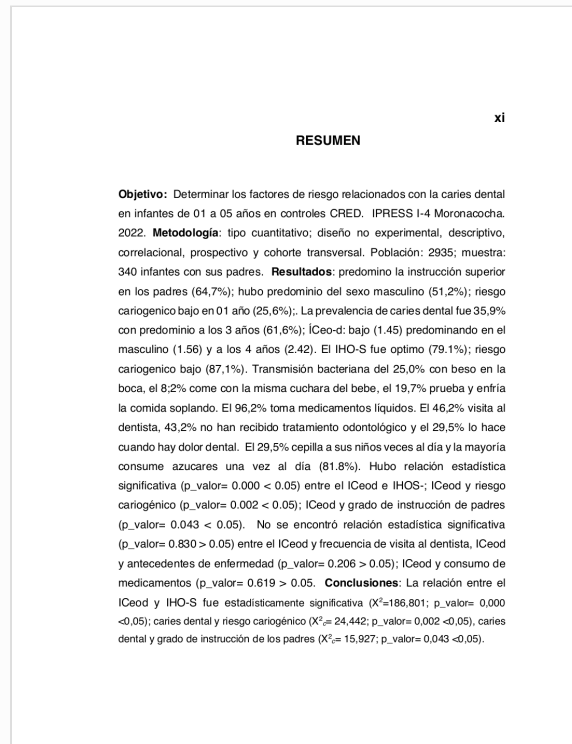 xi
RESUMEN
Objetivo: Determinar los factores de riesgo relacionados con la caries dental
en infantes de 01 a 05 años en controles CRED. IPRESS I-4 Moronacocha.
2022. Metodología: tipo cuantitativo; diseño no experimental, descriptivo,
correlacional, prospectivo y cohorte transversal. Población: 2935; muestra:
340 infantes con sus padres. Resultados: predomino la instrucción superior
en los padres (64,7%); hubo predominio del sexo masculino (51,2%); riesgo
cariogenico bajo en 01 año (25,6%);. La prevalencia de caries dental fue 35,9%
con predominio a los 3 años (61,6%); ÍCeo-d: bajo (1.45) predominando en el
masculino (1.56) y a los 4 años (2.42). El IHO-S fue optimo (79.1%); riesgo
cariogenico bajo (87,1%). Transmisión bacteriana del 25,0% con beso en la
boca, el 8;2% come con la misma cuchara del bebe, el 19,7% prueba y enfría
la comida soplando. El 96,2% toma medicamentos líquidos. El 46,2% visita al
dentista, 43,2% no han recibido tratamiento odontológico y el 29,5% lo hace
cuando hay dolor dental. El 29,5% cepilla a sus niños veces al día y la mayoría
consume azucares una vez al día (81.8%). Hubo relación estadística
significativa (p_valor= 0.000 < 0.05) entre el ICeod e IHOS-; ICeod y riesgo
cariogénico (p_valor= 0.002 < 0.05); ICeod y grado de instrucción de padres
(p_valor= 0.043 < 0.05). No se encontró relación estadística significativa
(p_valor= 0.830 > 0.05) entre el ICeod y frecuencia de visita al dentista, ICeod
y antecedentes de enfermedad (p_valor= 0.206 > 0.05); ICeod y consumo de
medicamentos (p_valor= 0.619 > 0.05. Conclusiones: La relación entre el
ICeod y IHO-S fue estadísticamente significativa (X²=186,801; p_valor= 0,000
<0,05); caries dental y riesgo cariogénico (X²c= 24,442; p_valor= 0,002 <0,05), caries
dental y grado de instrucción de los padres (X²c= 15,927; p_valor= 0,043 <0,05).